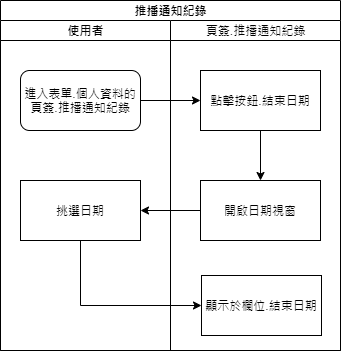 推播通知紀錄
使用者
頁簽.推播通知紀錄
進入表單.個人資料的
頁簽.推播通知紀錄
點擊按鈕.結束日期
挑選日期
開啟日期視窗
顯示於欄位.結束日期